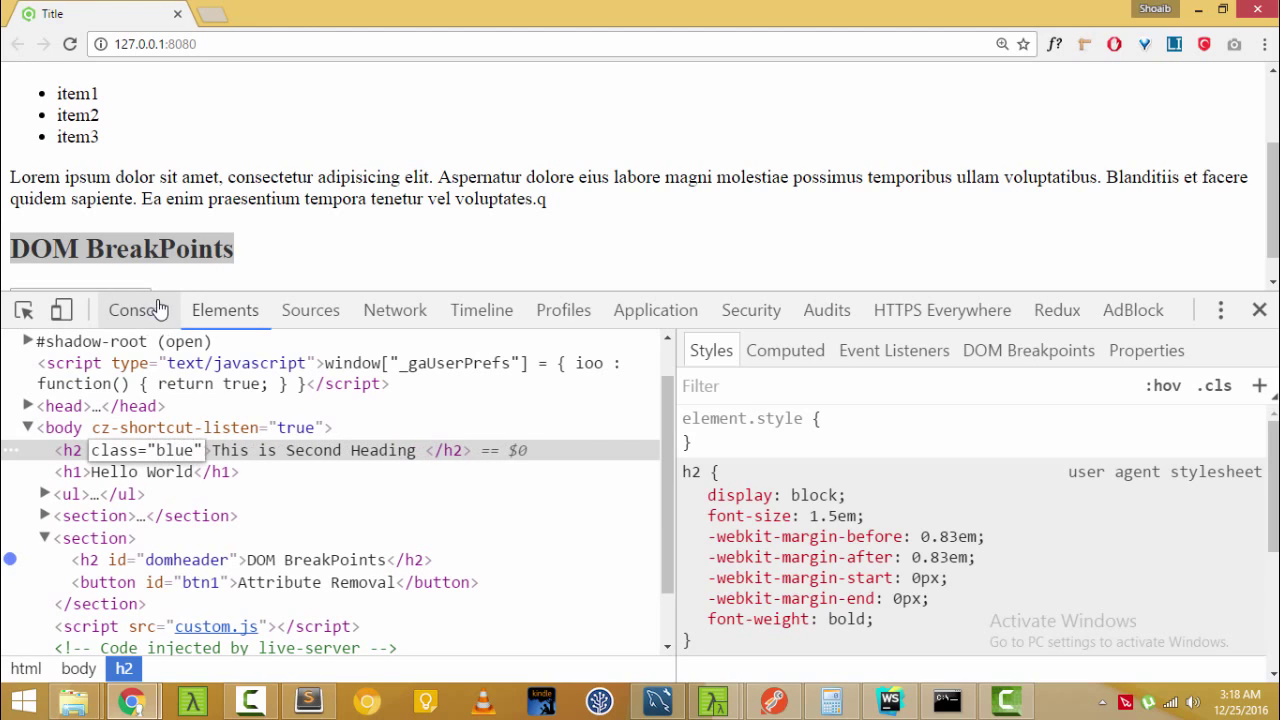 Title
Shoaib
127.0.0.1:8080
f?
LI
item1
item2
item3
Lorem ipsum dolor sit amet, consectetur adipisicing elit. Aspernatur dolore eius labore magni molestiae possimus temporibus ullam voluptatibus. Blanditiis et facere
quidem sapiente. Ea enim praesentium tempora tenetur vel voluptates.q
DOM BreakPoints
Elements Sources Network Timeline Profiles Application Security Audits HTTPS Everywhere Redux AdBlock
#shadow-root (open)
<script type="text/javascript">window["_gaUserPrefs"] = { ioo :
function() { return true; } }</script>
<head>…</head>
<body cz-shortcut-listen="true">
<h2 class="blue">This is Second Heading </h2> == $0
<h1>Hello World</h1>
<ul>…</ul>
<section>…</section>
<section>
<h2 id="domheader">DOM BreakPoints</h2>
<button id="btn1">Attribute Removal</button>
</section>
<script src="custom.js"></script>
<!-- Code injected by live-server -->
html body h2
Styles Computed Event Listeners DOM Breakpoints Properties
Filter :hov .cls +
element.style {
}
h2 { user agent stylesheet
display: block;
font-size: 1.5em;
-webkit-margin-before: 0.83em;
-webkit-margin-after: 0.83em;
-webkit-margin-start: 0px;
-webkit-margin-end: 0px;
font-weight: bold;
}
Activate Windows
Go to PC settings to activate Windows.
kindle
WS
3:18 AM
12/25/2016